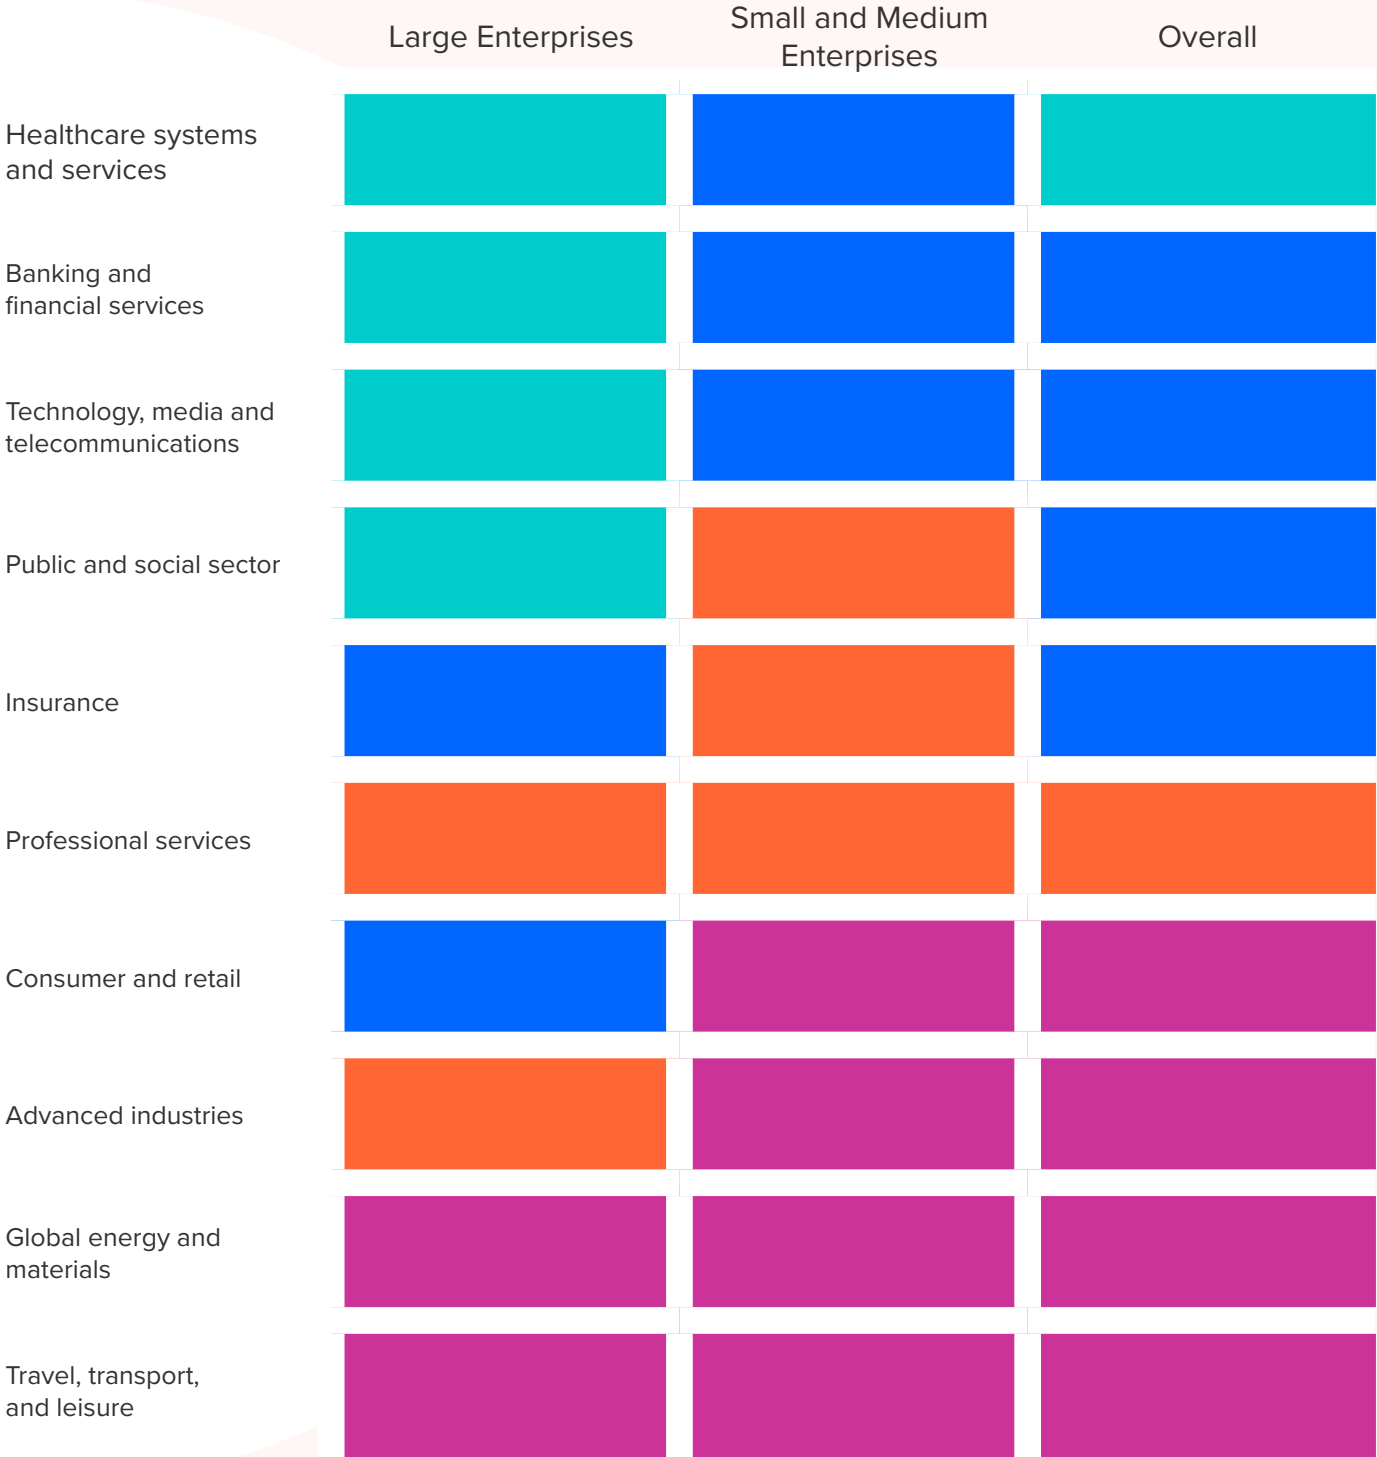 Large Enterprises
Small and Medium
Enterprises
Overall
Healthcare systems
and services
Banking and
financial services
Technology, media and
telecommunications
Public and social sector
Insurance
Professional services
Consumer and retail
Advanced industries
Global energy and
materials
Travel, transport,
and leisure